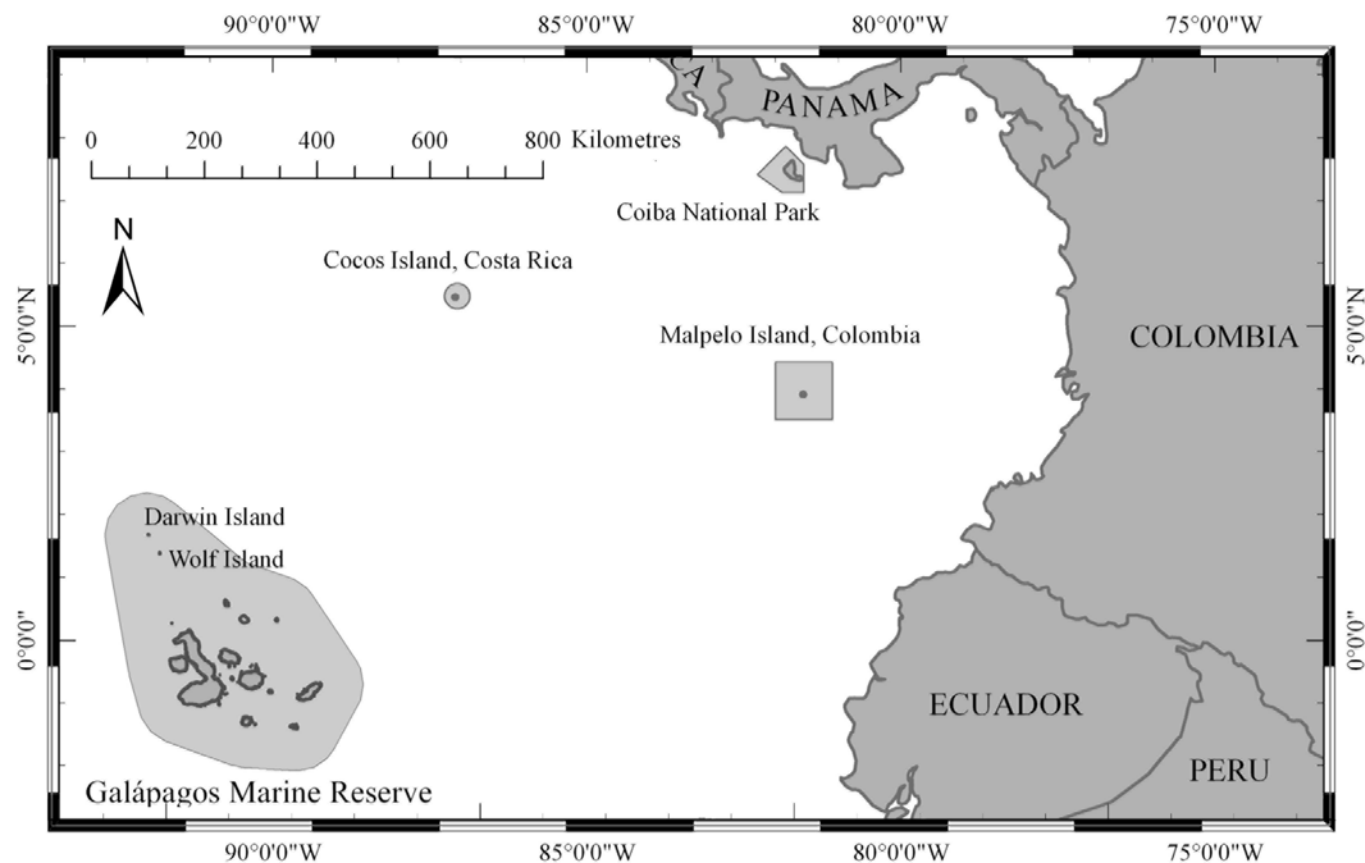 90°0'0"W 85°0'0"W 80°0'0"W 75°0'0"W
CA
PANAMA
0 200 400 600 800 Kilometres
Coiba National Park
N
Cocos Island, Costa Rica
5°0'0"N
5°0'0"N
Malpelo Island, Colombia
COLOMBIA
Darwin Island
Wolf Island
0°0'0"
0°0'0"
ECUADOR
PERU
Galápagos Marine Reserve
90°0'0"W 85°0'0"W 80°0'0"W 75°0'0"W